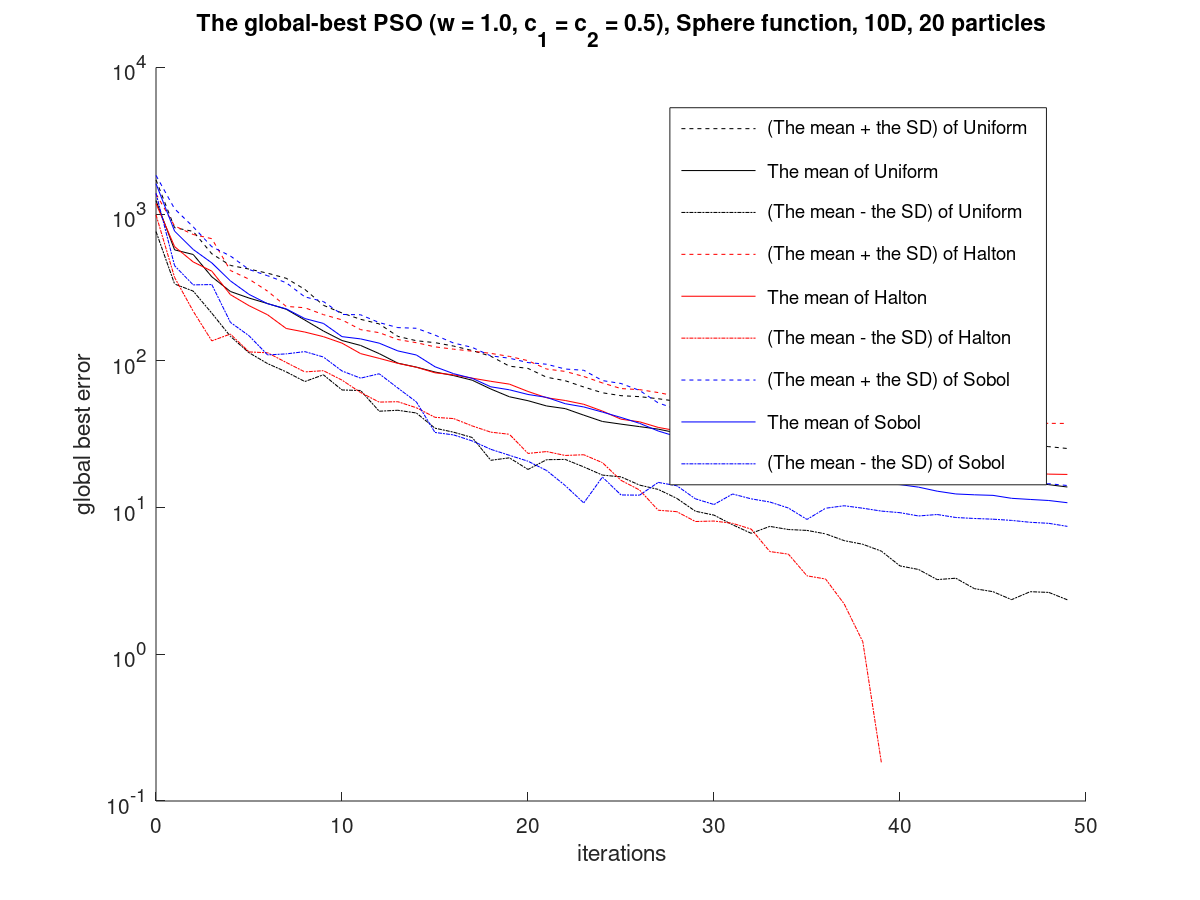 The global-best PSO (w = 1.0, c1 = c2 = 0.5), Sphere function, 10D, 20 particles
10^4
10^3
10^2
10^1
10^0
10^-1
global best error
(The mean + the SD) of Uniform
The mean of Uniform
(The mean - the SD) of Uniform
(The mean + the SD) of Halton
The mean of Halton
(The mean - the SD) of Halton
(The mean + the SD) of Sobol
The mean of Sobol
(The mean - the SD) of Sobol
0 10 20 30 40 50
iterations